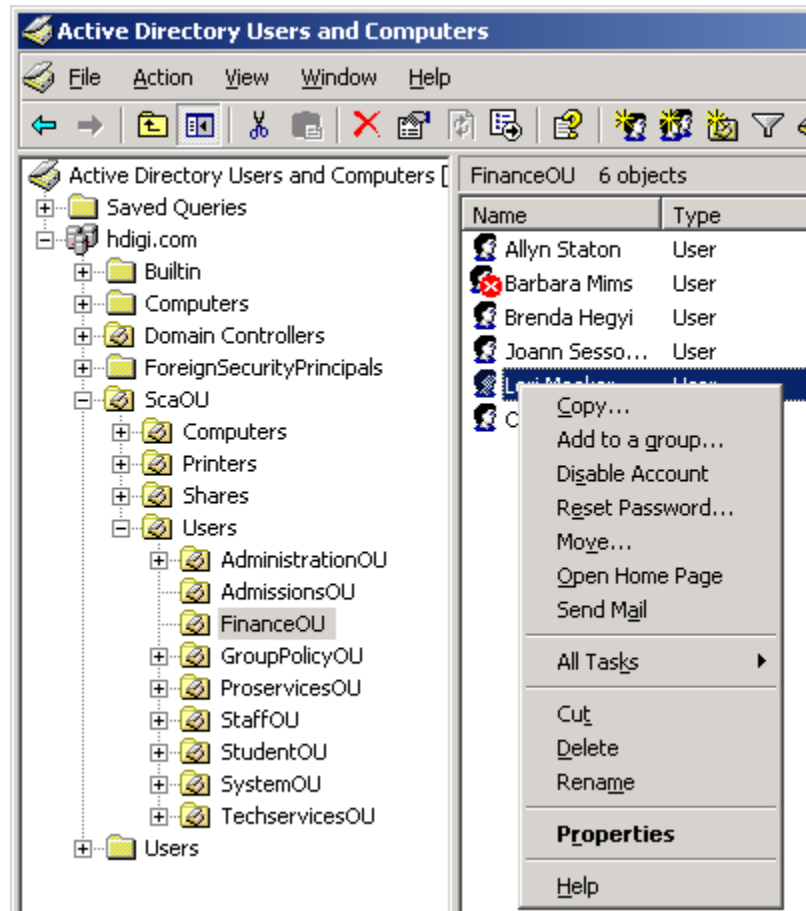 Active Directory Users and Computers
File Action View Window Help
Active Directory Users and Computers [
Saved Queries
hdigi.com
Builtin
Computers
Domain Controllers
ForeignSecurityPrincipals
ScaOU
Computers
Printers
Shares
Users
AdministrationOU
AdmissionsOU
FinanceOU
GroupPolicyOU
ProservicesOU
StaffOU
StudentOU
SystemOU
TechservicesOU
Users
FinanceOU 6 objects
Name Type
Allyn Staton User
Barbara Mims User
Brenda Hegyi User
Joann Sesso... User
User
C
Copy...
Add to a group...
Disable Account
Reset Password...
Move...
Open Home Page
Send Mail
All Tasks
Cut
Delete
Rename
Properties
Help